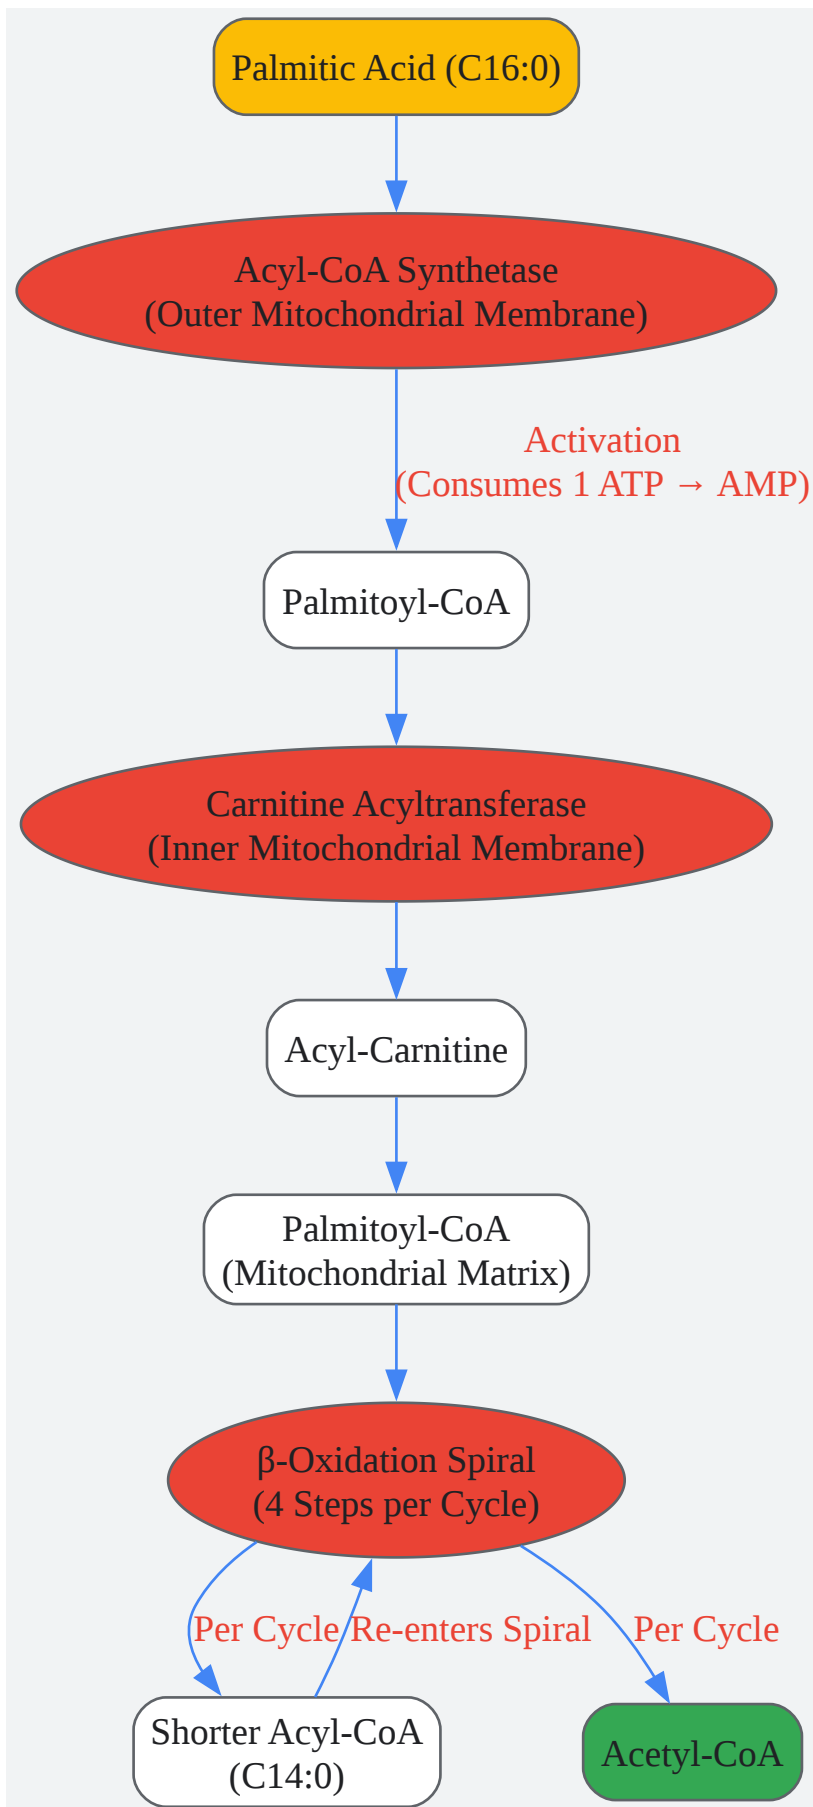 Palmitic Acid (C16:0)
Acyl-CoA Synthetase
(Outer Mitochondrial Membrane)
Activation
(Consumes 1 ATP → AMP)
Palmitoyl-CoA
Carnitine Acyltransferase
(Inner Mitochondrial Membrane)
Acyl-Carnitine
Palmitoyl-CoA
(Mitochondrial Matrix)
β-Oxidation Spiral
(4 Steps per Cycle)
Per Cycle
Re-enters Spiral
Per Cycle
Shorter Acyl-CoA
(C14:0)
Acetyl-CoA